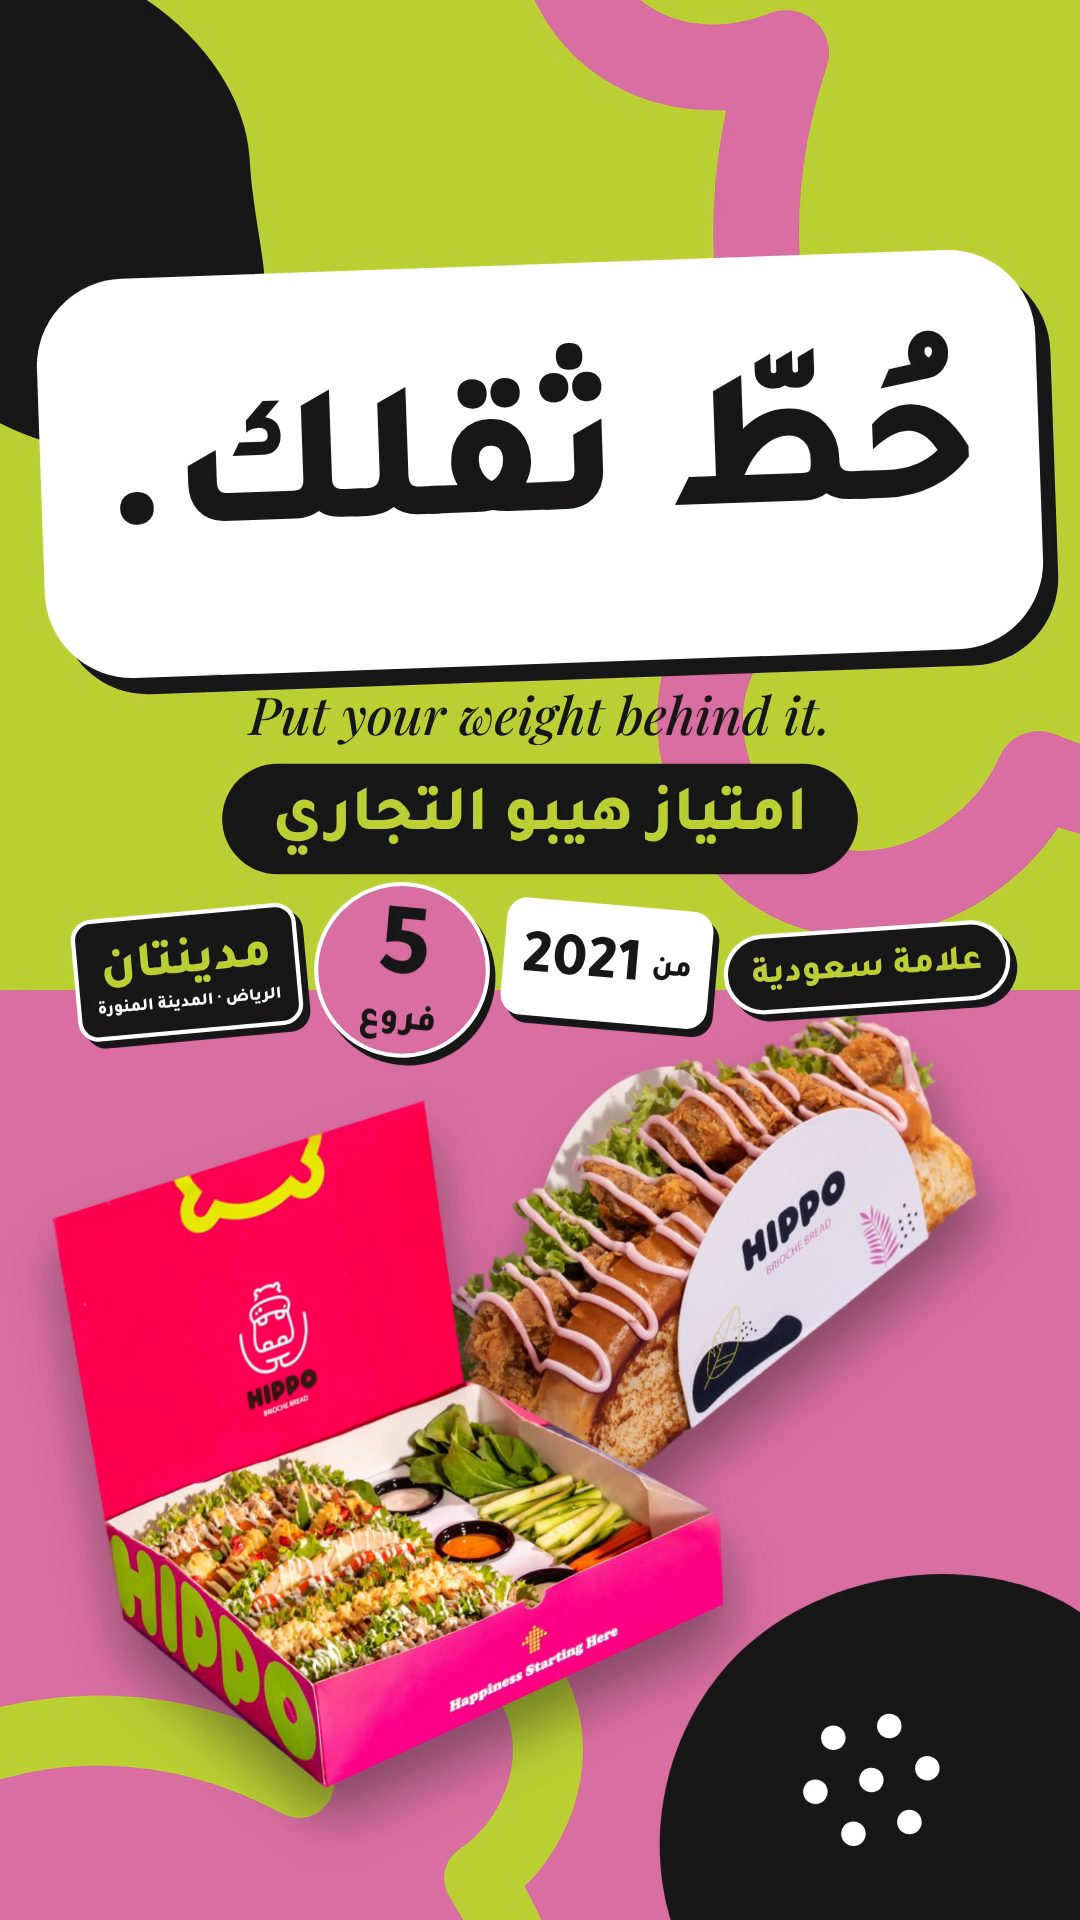 حُطّ ثقلك.
Put your weight behind it.
امتياز هيبو التجاري
علامة سعودية
من 2021
5
فروع
مدينتان
الرياض · المدينة المنورة
HIPPO
BRIOCHE BREAD
HIPPO
BRIOCHE BREAD
HIPPO
Happiness Starting Here